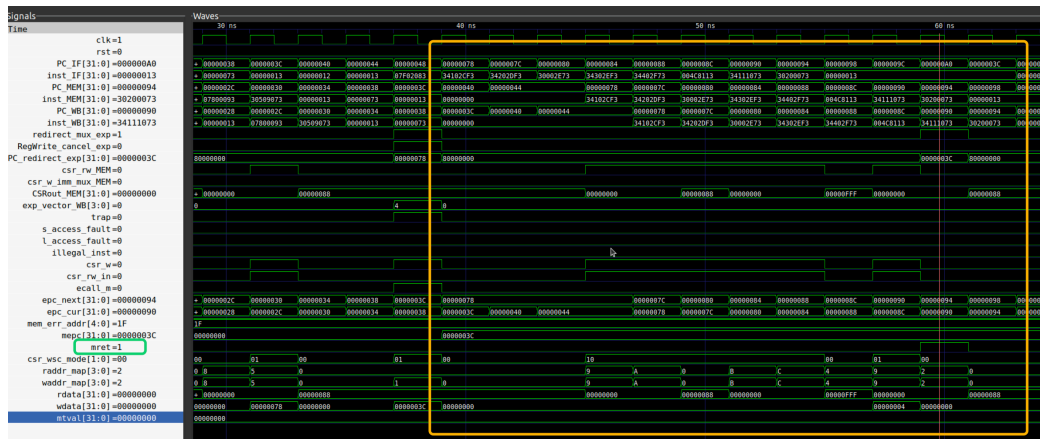 Signals Waves
Time 30 ns 40 ns 50 ns 60 ns
clk=1
rst=0
PC_IF[31:0]=000000A0 + 00000038 0000003C 00000040 00000044 00000048 00000078 0000007C 00000080 00000084 00000088 0000008C 00000090 00000094 00000098 0000009C 000000A0 0000003C 00000
inst_IF[31:0]=00000013 + 00000073 00000013 00000012 00000013 07F02083 34102CF3 34202DF3 30002E73 34302EF3 34402F73 004C8113 34111073 30200073 00000013 00000
PC_MEM[31:0]=00000094 + 0000002C 00000030 00000034 00000038 0000003C 00000040 00000044 00000078 0000007C 00000080 00000084 00000088 0000008C 00000090 00000094 00000098 00000
inst_MEM[31:0]=30200073 + 07800093 30509073 00000013 00000073 00000013 00000000 34102CF3 34202DF3 30002E73 34302EF3 34402F73 004C8113 34111073 30200073 00000013
PC_WB[31:0]=00000090 + 00000028 0000002C 00000030 00000034 00000038 0000003C 00000040 00000044 00000078 0000007C 00000080 00000084 00000088 0000008C 00000090 00000094 00000
inst_WB[31:0]=34111073 + 00000013 07800093 30509073 00000013 00000073 00000000 34102CF3 34202DF3 30002E73 34302EF3 34402F73 004C8113 34111073 30200073 00000
redirect_mux_exp=1
RegWrite_cancel_exp=0
PC_redirect_exp[31:0]=0000003C 80000000 00000078 80000000 0000003C 80000000
csr_rw_MEM=0
csr_w_imm_mux_MEM=0
CSRout_MEM[31:0]=00000000 + 00000000 00000088 00000000 00000088 00000000 00000FFF 00000000 00000088
exp_vector_WB[3:0]=0 0 4 0
trap=0
s_access_fault=0
l_access_fault=0
illegal_inst=0
csr_w=0
csr_rw_in=0
ecall_m=0
epc_next[31:0]=00000094 + 0000002C 00000030 00000034 00000038 0000003C 00000078 0000007C 00000080 00000084 00000088 0000008C 00000090 00000094 00000098 00000
epc_cur[31:0]=00000090 + 00000028 0000002C 00000030 00000034 00000038 0000003C 00000040 00000044 00000078 0000007C 00000080 00000084 00000088 0000008C 00000090 00000094 00000
mem_err_addr[4:0]=1F 1F
mepc[31:0]=0000003C 00000000 0000003C
mret=1
csr_wsc_mode[1:0]=00 00 01 00 01 00 10 00 01 00
raddr_map[3:0]=2 0 8 5 0 9 A 0 B C 4 9 2 0
waddr_map[3:0]=2 0 8 5 0 1 0 9 A 0 B C 4 9 2 0
rdata[31:0]=00000000 + 00000000 00000088 00000000 00000088 00000000 00000FFF 00000000 00000088
wdata[31:0]=00000000 00000000 00000078 00000000 0000003C 00000000 00000004 00000000
mtval[31:0]=00000000 00000000